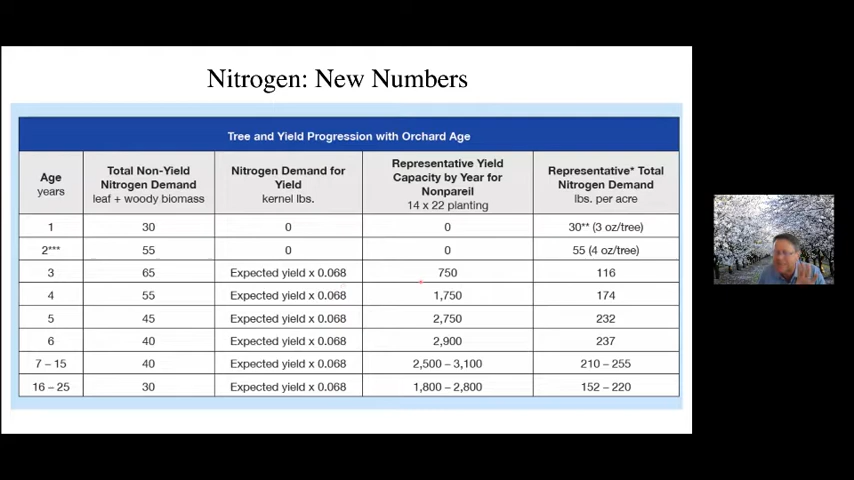 Nitrogen: New Numbers
Tree and Yield Progression with Orchard Age
Age
years
Total Non-Yield
Nitrogen Demand
leaf + woody biomass
Nitrogen Demand for
Yield
kernel lbs.
Representative Yield
Capacity by Year for
Nonpareil
14 x 22 planting
Representative* Total
Nitrogen Demand
lbs. per acre
1 30 0 0 30** (3 oz/tree)
2*** 55 0 0 55 (4 oz/tree)
3 65 Expected yield x 0.068 750 116
4 55 Expected yield x 0.068 1,750 174
5 45 Expected yield x 0.068 2,750 232
6 40 Expected yield x 0.068 2,900 237
7 – 15 40 Expected yield x 0.068 2,500 – 3,100 210 – 255
16 – 25 30 Expected yield x 0.068 1,800 – 2,800 152 – 220